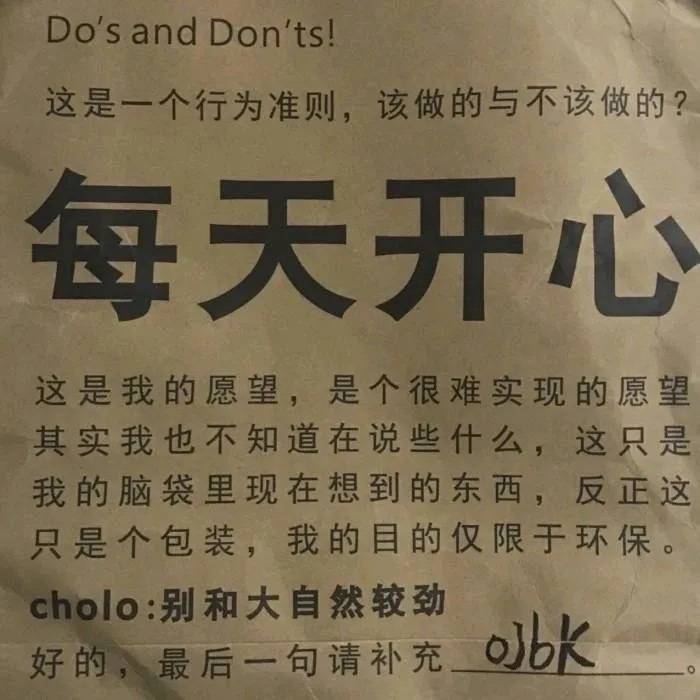 Do's and Don'ts!
这是一个行为准则，该做的与不该做的？
每天开心
这是我的愿望，是个很难实现的愿望
其实我也不知道在说些什么，这只是
我的脑袋里现在想到的东西，反正这
只是个包装，我的目的仅限于环保。
cholo:别和大自然较劲
好的，最后一句请补充 ojbk 。